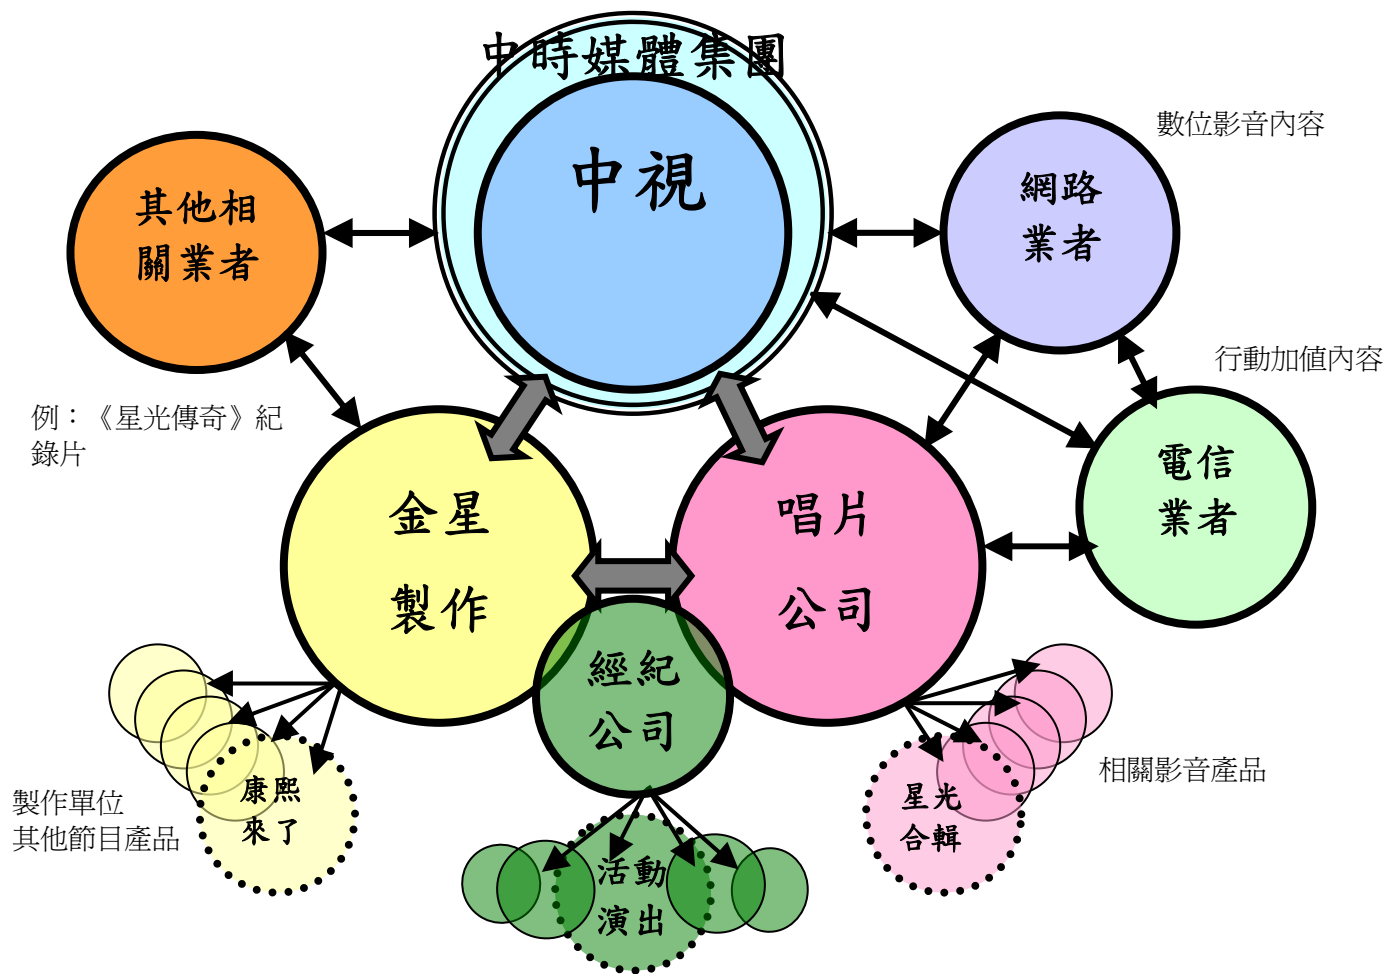 中時媒體集團
中視
數位影音內容
其他相
關業者
網路
業者
行動加值內容
例：《星光傳奇》紀
錄片
電信
業者
金星
製作
唱片
公司
經紀
公司
相關影音產品
康熙
來了
星光
合輯
製作單位
其他節目產品
活動
演出